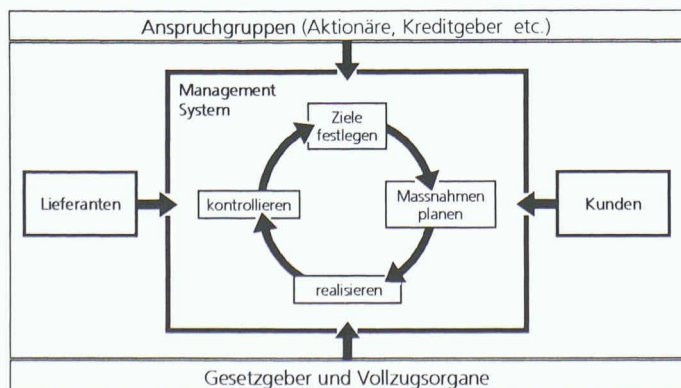 Anspruchgruppen (Aktionäre, Kreditgeber etc.)
Management
System
Ziele
festlegen
Lieferanten
kontrollieren
Massnahmen
planen
Kunden
realisieren
Gesetzgeber und Vollzugsorgane